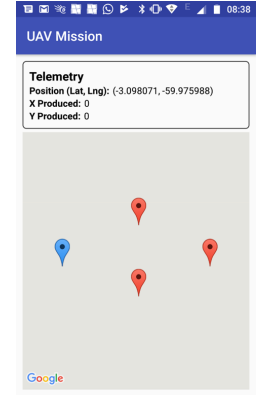 E 08:38
UAV Mission
Telemetry
Position (Lat, Lng): (-3.098071, -59.975988)
X Produced: 0
Y Produced: 0
Google